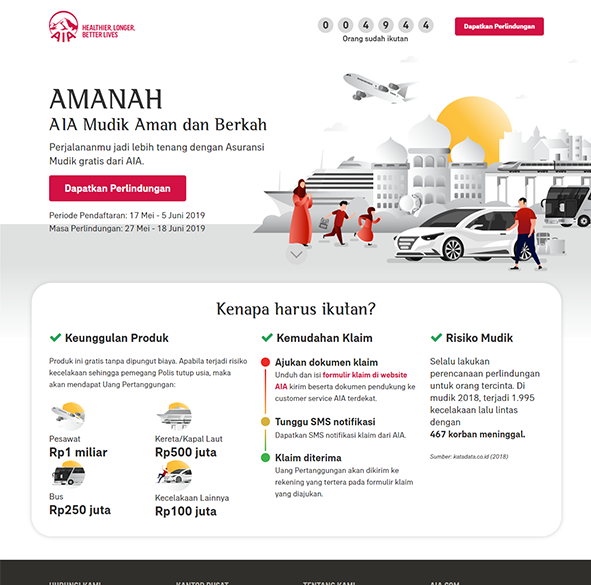 AIA
HEALTHIER, LONGER,
BETTER LIVES
0 0 4 9 4 4
Orang sudah ikutan
Dapatkan Perlindungan
AMANAH
AIA Mudik Aman dan Berkah
Perjalananmu jadi lebih tenang dengan Asuransi
Mudik gratis dari AIA.
Dapatkan Perlindungan
Periode Pendaftaran: 17 Mei - 5 Juni 2019
Masa Perlindungan: 27 Mei - 18 Juni 2019
Kenapa harus ikutan?
Keunggulan Produk
Produk ini gratis tanpa dipungut biaya. Apabila terjadi risiko
kecelakaan sehingga pemegang Polis tutup usia, maka
akan mendapat Uang Pertanggungan:
Pesawat
Rp1 miliar
Kereta/Kapal Laut
Rp500 juta
Bus
Rp250 juta
Kecelakaan Lainnya
Rp100 juta
Kemudahan Klaim
Ajukan dokumen klaim
Unduh dan isi formulir klaim di website
AIA kirim beserta dokumen pendukung ke
customer service AIA terdekat.
Tunggu SMS notifikasi
Dapatkan SMS notifikasi klaim dari AIA.
Klaim diterima
Uang Pertanggungan akan dikirim ke
rekening yang tertera pada formulir klaim
yang diajukan.
Risiko Mudik
Selalu lakukan
perencanaan perlindungan
untuk orang tercinta. Di
mudik 2018, terjadi 1.995
kecelakaan lalu lintas
dengan
467 korban meninggal.
Sumber: katadata.co.id (2018)
HUBUNGI KAMI
KANTOR PUSAT
TENTANG KAMI
AIA.COM